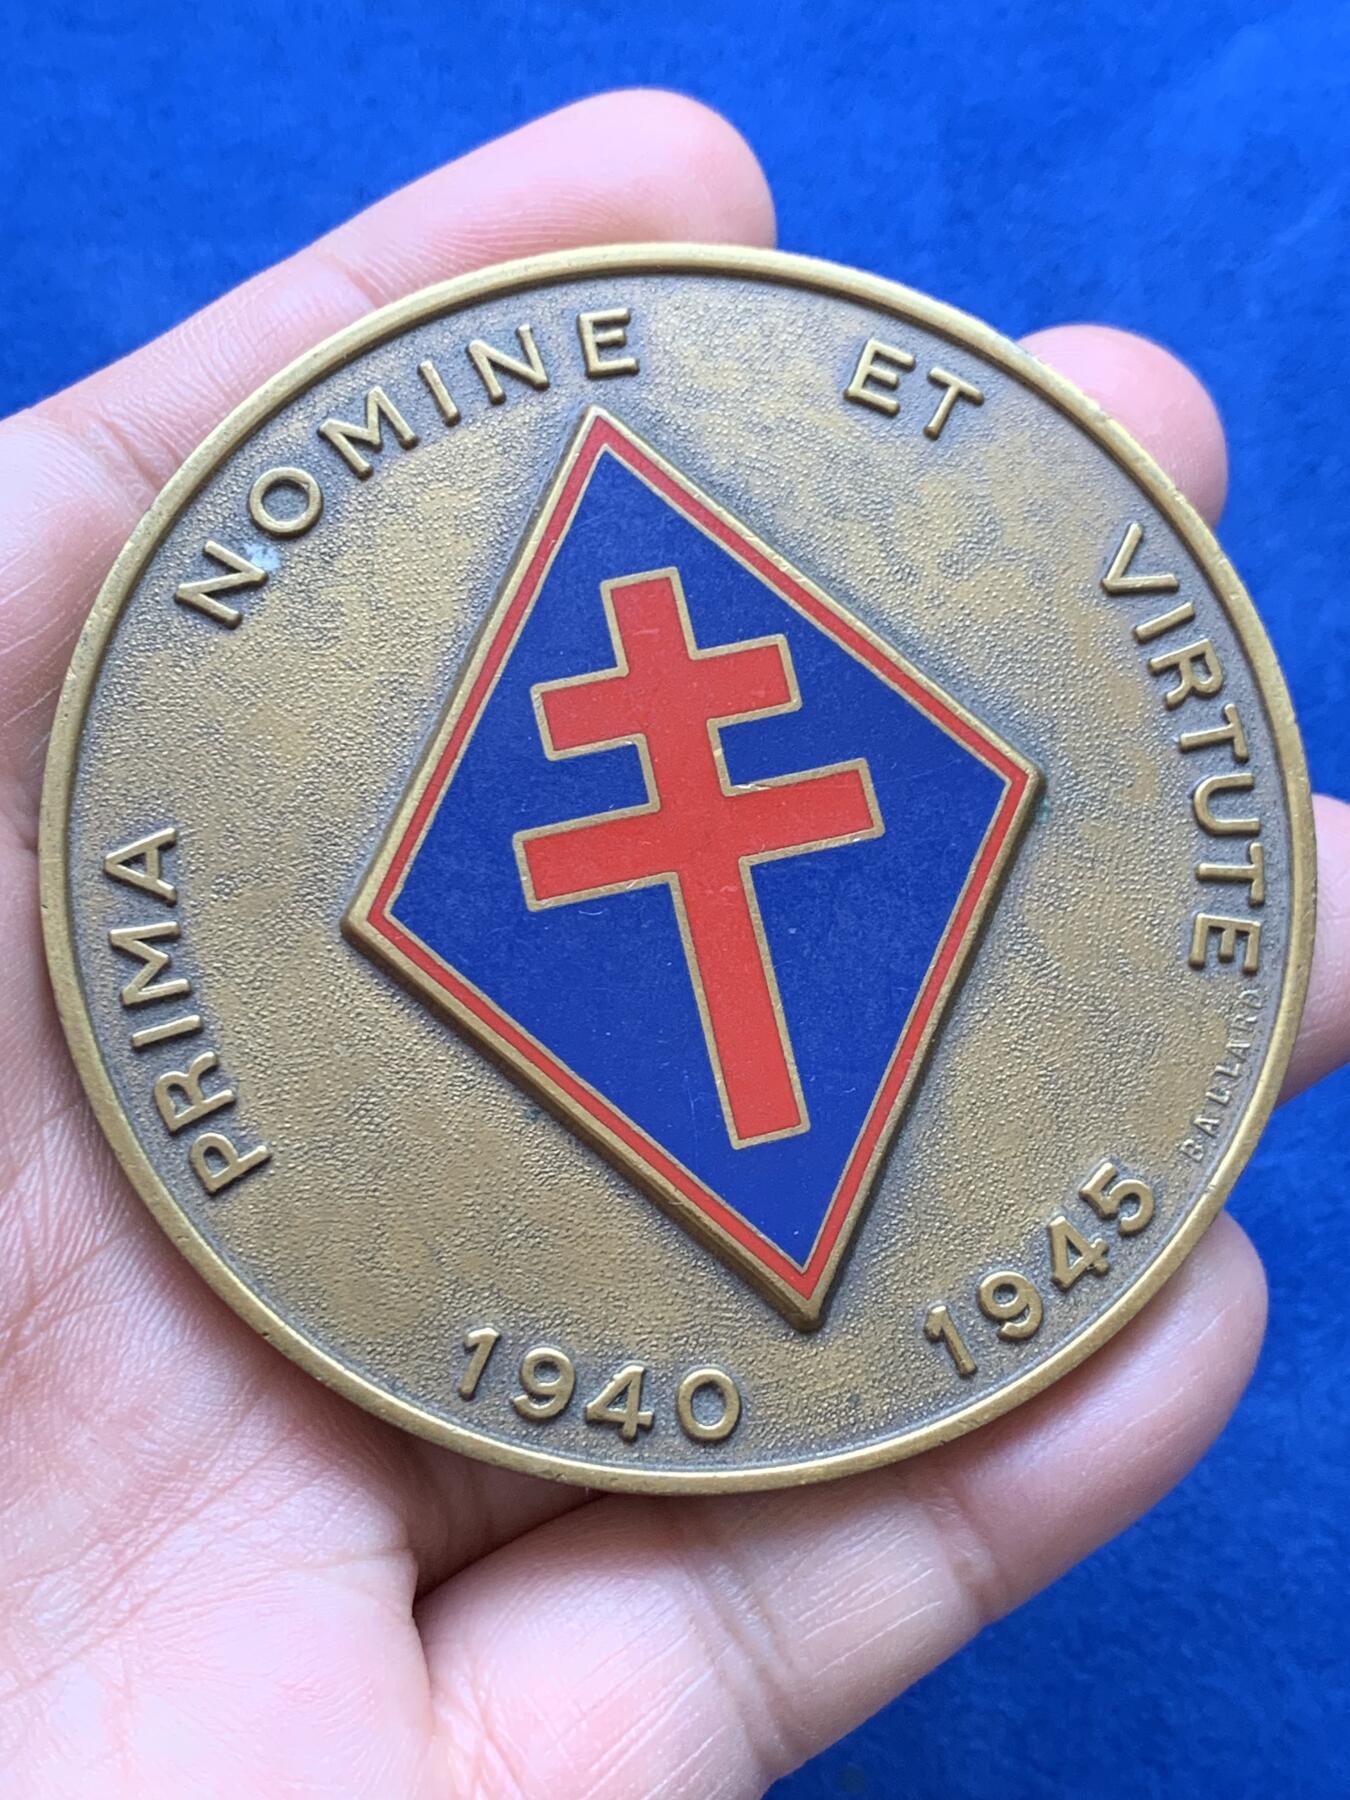 PRIMA NOMINE ET VIRTUTE
1940 1945
BALLARD